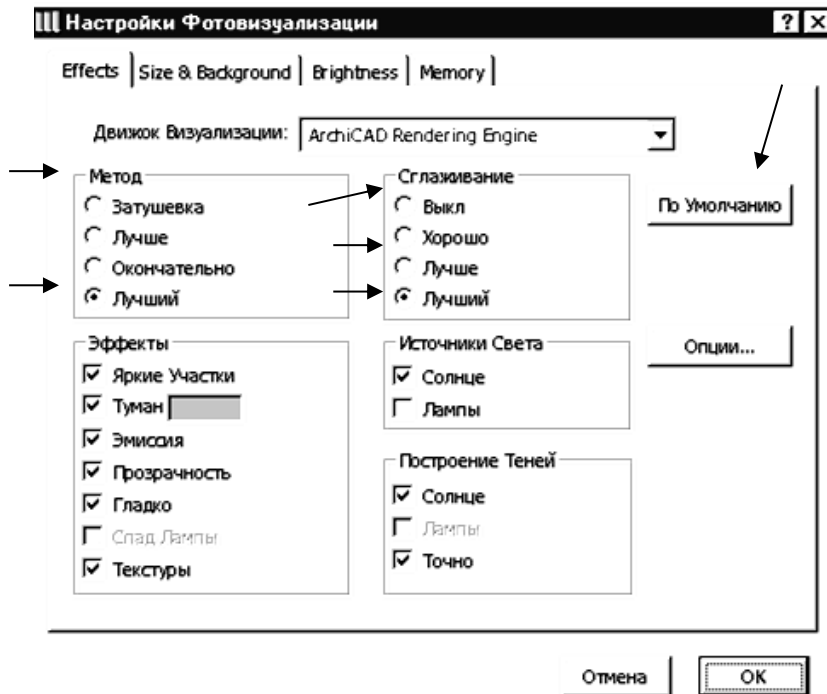 Настройки Фотовизуализации
Effects Size & Background Brightness Memory
Движок Визуализации: ArchiCAD Rendering Engine
Метод
Затушевка
Лучше
Окончательно
Лучший
Сглаживание
Выкл
Хорошо
Лучше
Лучший
По Умолчанию
Эффекты
Яркие Участки
Туман
Эмиссия
Прозрачность
Гладко
Спад Лампы
Текстуры
Источники Света
Солнце
Лампы
Опции...
Построение Теней
Солнце
Лампы
Точно
Отмена OK